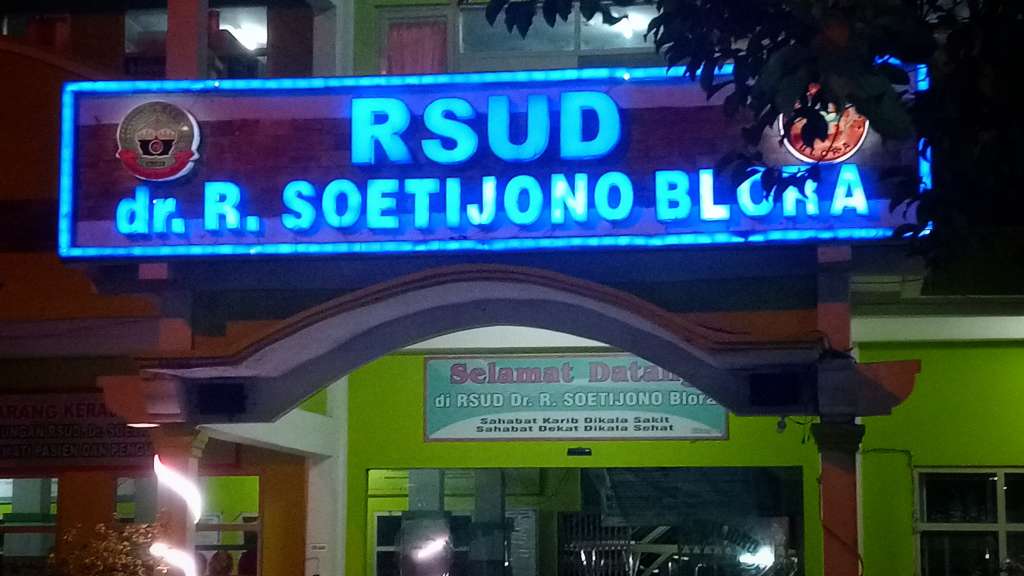 RSUD
dr. R. SOETIJONO BLORA
Selamat Datang
di RSUD Dr. R. SOETIJONO Blora
Sahabat Karib Dikala Sakit
Sahabat Dekat Dikala Sehat